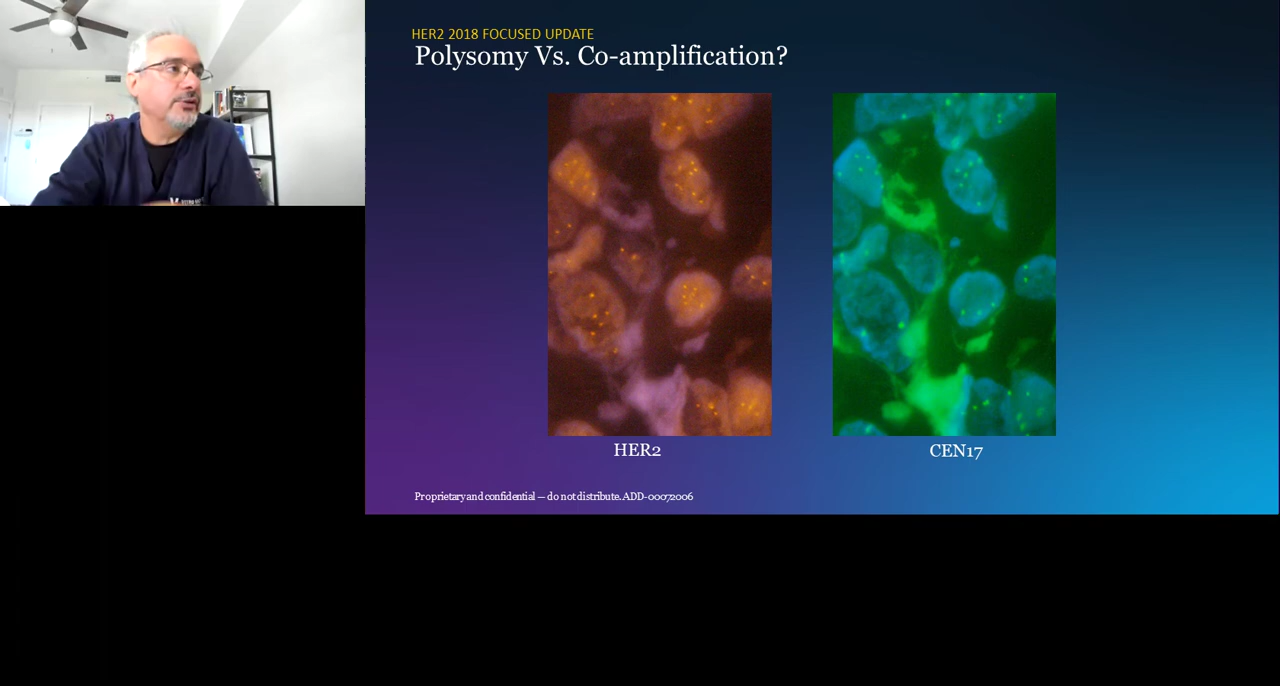 HER2 2018 FOCUSED UPDATE
Polysomy Vs. Co-amplification?
HER2
CEN17
Proprietary and confidential — do not distribute. ADD-00072006